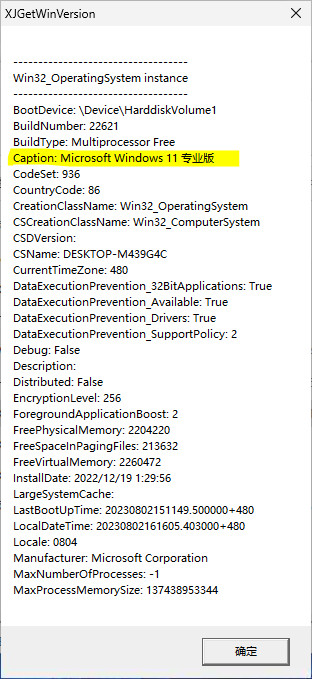 XJGetWinVersion
-----------------------------------
Win32_OperatingSystem instance
-----------------------------------
BootDevice: \Device\HarddiskVolume1
BuildNumber: 22621
BuildType: Multiprocessor Free
Caption: Microsoft Windows 11 专业版
CodeSet: 936
CountryCode: 86
CreationClassName: Win32_OperatingSystem
CSCreationClassName: Win32_ComputerSystem
CSDVersion:
CSName: DESKTOP-M439G4C
CurrentTimeZone: 480
DataExecutionPrevention_32BitApplications: True
DataExecutionPrevention_Available: True
DataExecutionPrevention_Drivers: True
DataExecutionPrevention_SupportPolicy: 2
Debug: False
Description:
Distributed: False
EncryptionLevel: 256
ForegroundApplicationBoost: 2
FreePhysicalMemory: 2204220
FreeSpaceInPagingFiles: 213632
FreeVirtualMemory: 2260472
InstallDate: 2022/12/19 1:29:56
LargeSystemCache:
LastBootUpTime: 20230802151149.500000+480
LocalDateTime: 20230802161605.403000+480
Locale: 0804
Manufacturer: Microsoft Corporation
MaxNumberOfProcesses: -1
MaxProcessMemorySize: 137438953344
确定